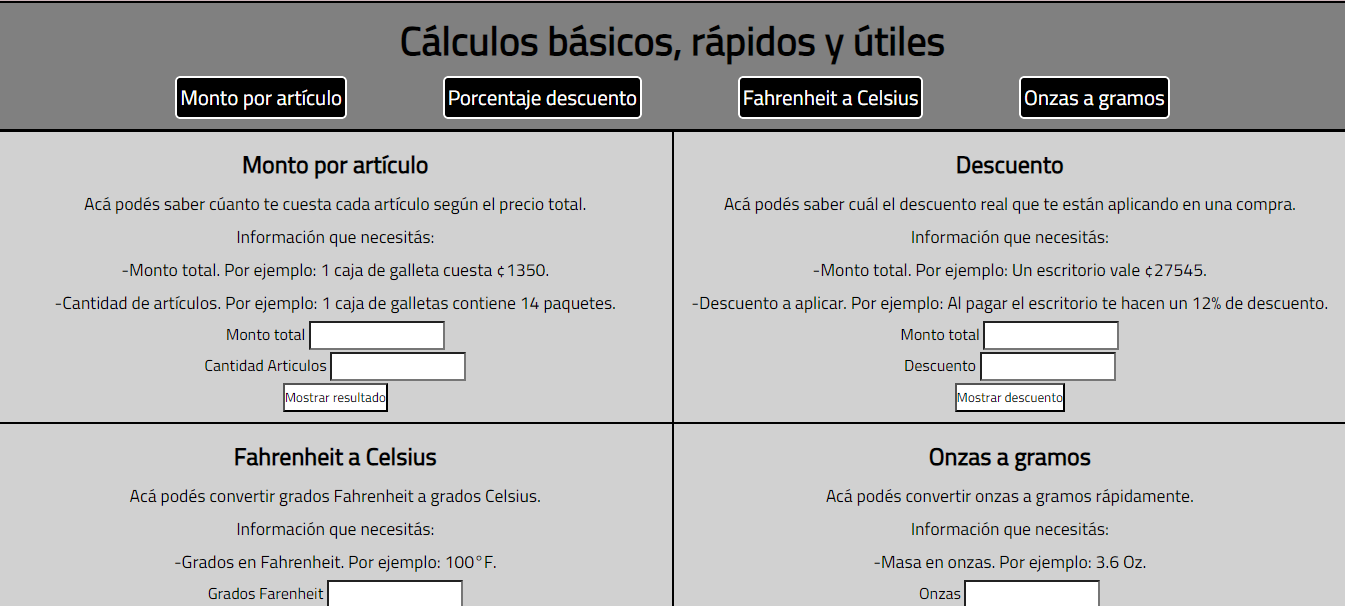 Cálculos básicos, rápidos y útiles
Monto por artículo Porcentaje descuento Fahrenheit a Celsius Onzas a gramos
Monto por artículo
Acá podés saber cúanto te cuesta cada artículo según el precio total.
Información que necesitás:
-Monto total. Por ejemplo: 1 caja de galleta cuesta ¢1350.
-Cantidad de artículos. Por ejemplo: 1 caja de galletas contiene 14 paquetes.
Monto total
Cantidad Articulos
Mostrar resultado
Descuento
Acá podés saber cuál el descuento real que te están aplicando en una compra.
Información que necesitás:
-Monto total. Por ejemplo: Un escritorio vale ¢27545.
-Descuento a aplicar. Por ejemplo: Al pagar el escritorio te hacen un 12% de descuento.
Monto total
Descuento
Mostrar descuento
Fahrenheit a Celsius
Acá podés convertir grados Fahrenheit a grados Celsius.
Información que necesitás:
-Grados en Fahrenheit. Por ejemplo: 100°F.
Grados Farenheit
Onzas a gramos
Acá podés convertir onzas a gramos rápidamente.
Información que necesitás:
-Masa en onzas. Por ejemplo: 3.6 Oz.
Onzas